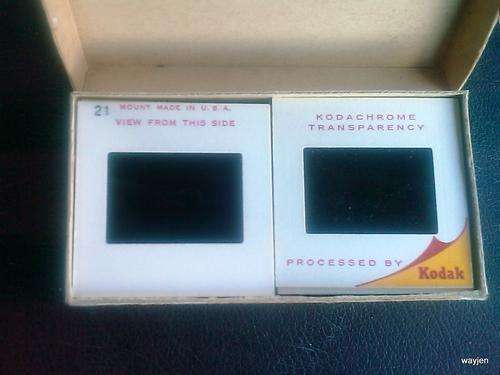 21
MOUNT MADE IN U.S.A.
VIEW FROM THIS SIDE
KODACHROME
TRANSPARENCY
PROCESSED BY
Kodak
wayjen